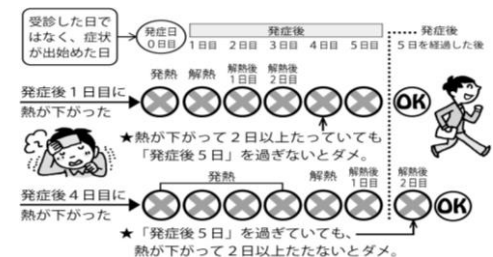 受診した日で
はなく、症状
が出始めた日
発症日
0日目
発症後
1日目 2日目 3日目 4日目 5日目
発症後
5日を経過した後
発熱 解熱 解熱後1日目 解熱後2日目
発症後1日目に
熱が下がった
OK
★熱が下がって2日以上たっていても
「発症後5日」を過ぎないとダメ。
発熱 解熱 解熱後1日目 解熱後2日目
発症後4日目に
熱が下がった
OK
★「発症後5日」を過ぎていても、
熱が下がって2日以上たたないとダメ。